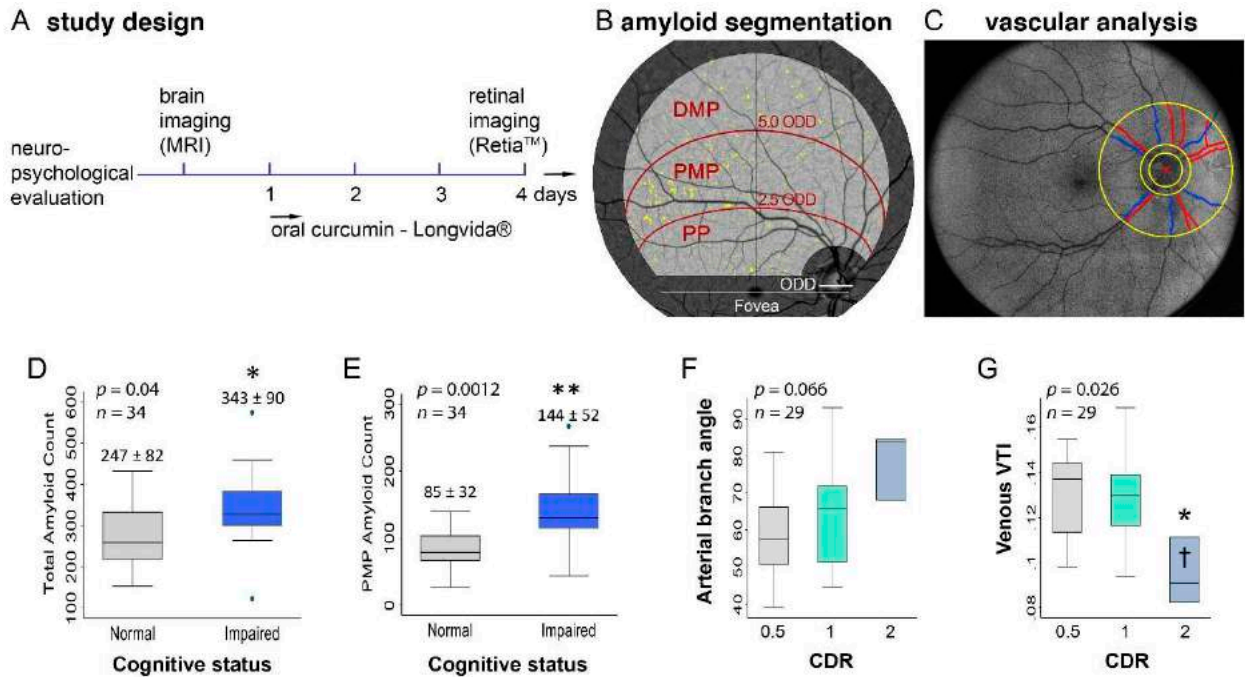 A study design
brain
imaging
(MRI)
retinal
imaging
(Retia™)
neuro-
psychological
evaluation
1 2 3 4 days
oral curcumin - Longvida®
B amyloid segmentation
DMP
5.0 ODD
PMP
2.5 ODD
PP
ODD
Fovea
C vascular analysis
D
p = 0.04
n = 34
*
343 ± 90
247 ± 82
Total Amyloid Count
600
500
400
300
200
100
Normal Impaired
Cognitive status
E
p = 0.0012
n = 34
**
144 ± 52
85 ± 32
PMP Amyloid Count
300
200
100
0
Normal Impaired
Cognitive status
F
p = 0.066
n = 29
Arterial branch angle
90
80
70
60
50
40
0.5 1 2
CDR
G
p = 0.026
n = 29
*
†
Venous VTI
.16
.14
.12
.1
0.8
0.5 1 2
CDR